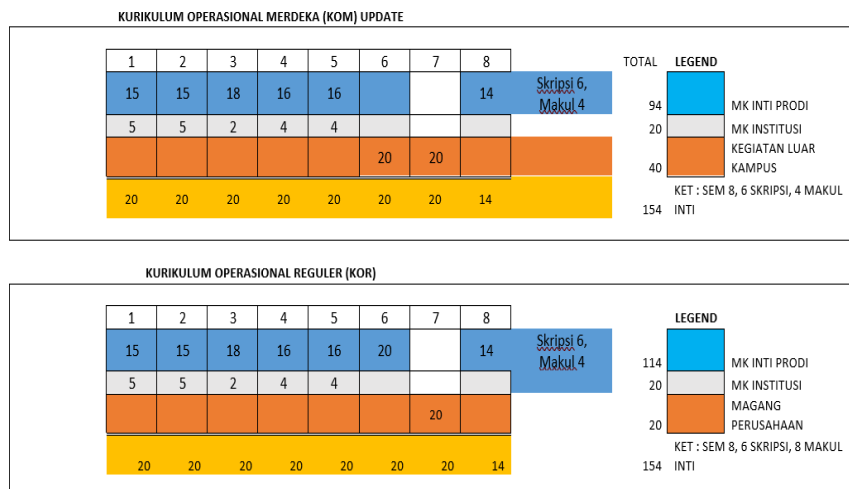 KURIKULUM OPERASIONAL MERDEKA (KOM) UPDATE
1 2 3 4 5 6 7 8 TOTAL LEGEND
15 15 18 16 16 14 Skripsi 6,
Makul 4
94 MK INTI PRODI
5 5 2 4 4 20 MK INSTITUSI
20 20 KEGIATAN LUAR
40 KAMPUS
20 20 20 20 20 20 20 14 KET : SEM 8, 6 SKRIPSI, 4 MAKUL
154 INTI
KURIKULUM OPERASIONAL REGULER (KOR)
1 2 3 4 5 6 7 8 LEGEND
15 15 18 16 16 20 14 Skripsi 6,
Makul 4
114 MK INTI PRODI
5 5 2 4 4 20 MK INSTITUSI
20 MAGANG
20 PERUSAHAAN
KET : SEM 8, 6 SKRIPSI, 8 MAKUL
20 20 20 20 20 20 20 14 154 INTI